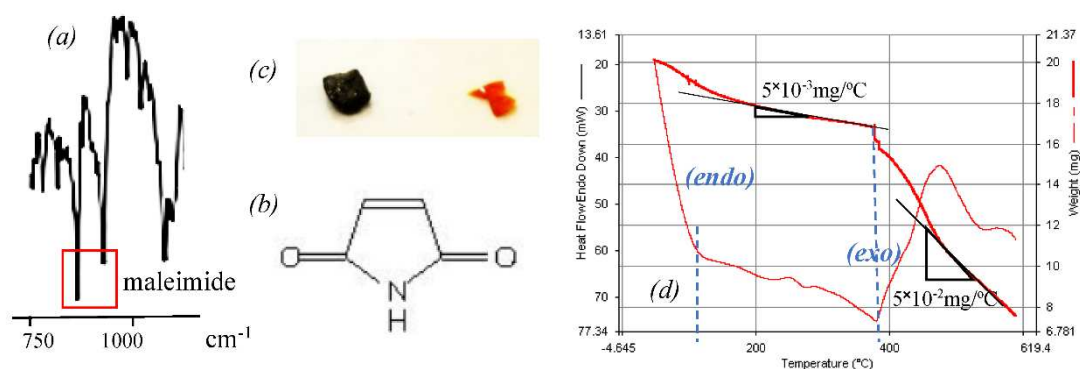 (a)
maleimide
750
1000
cm⁻¹
(c)
(b)
O
O
N
H
13.61
20
30
40
50
60
70
77.34
Heat Flow Endo Down (mW)
5×10⁻³mg/ºC
(endo)
(exo)
(d)
5×10⁻²mg/ºC
21.37
20
18
16
14
12
10
8
6.781
Weight (mg)
-4.645
200
400
619.4
Temperature (°C)